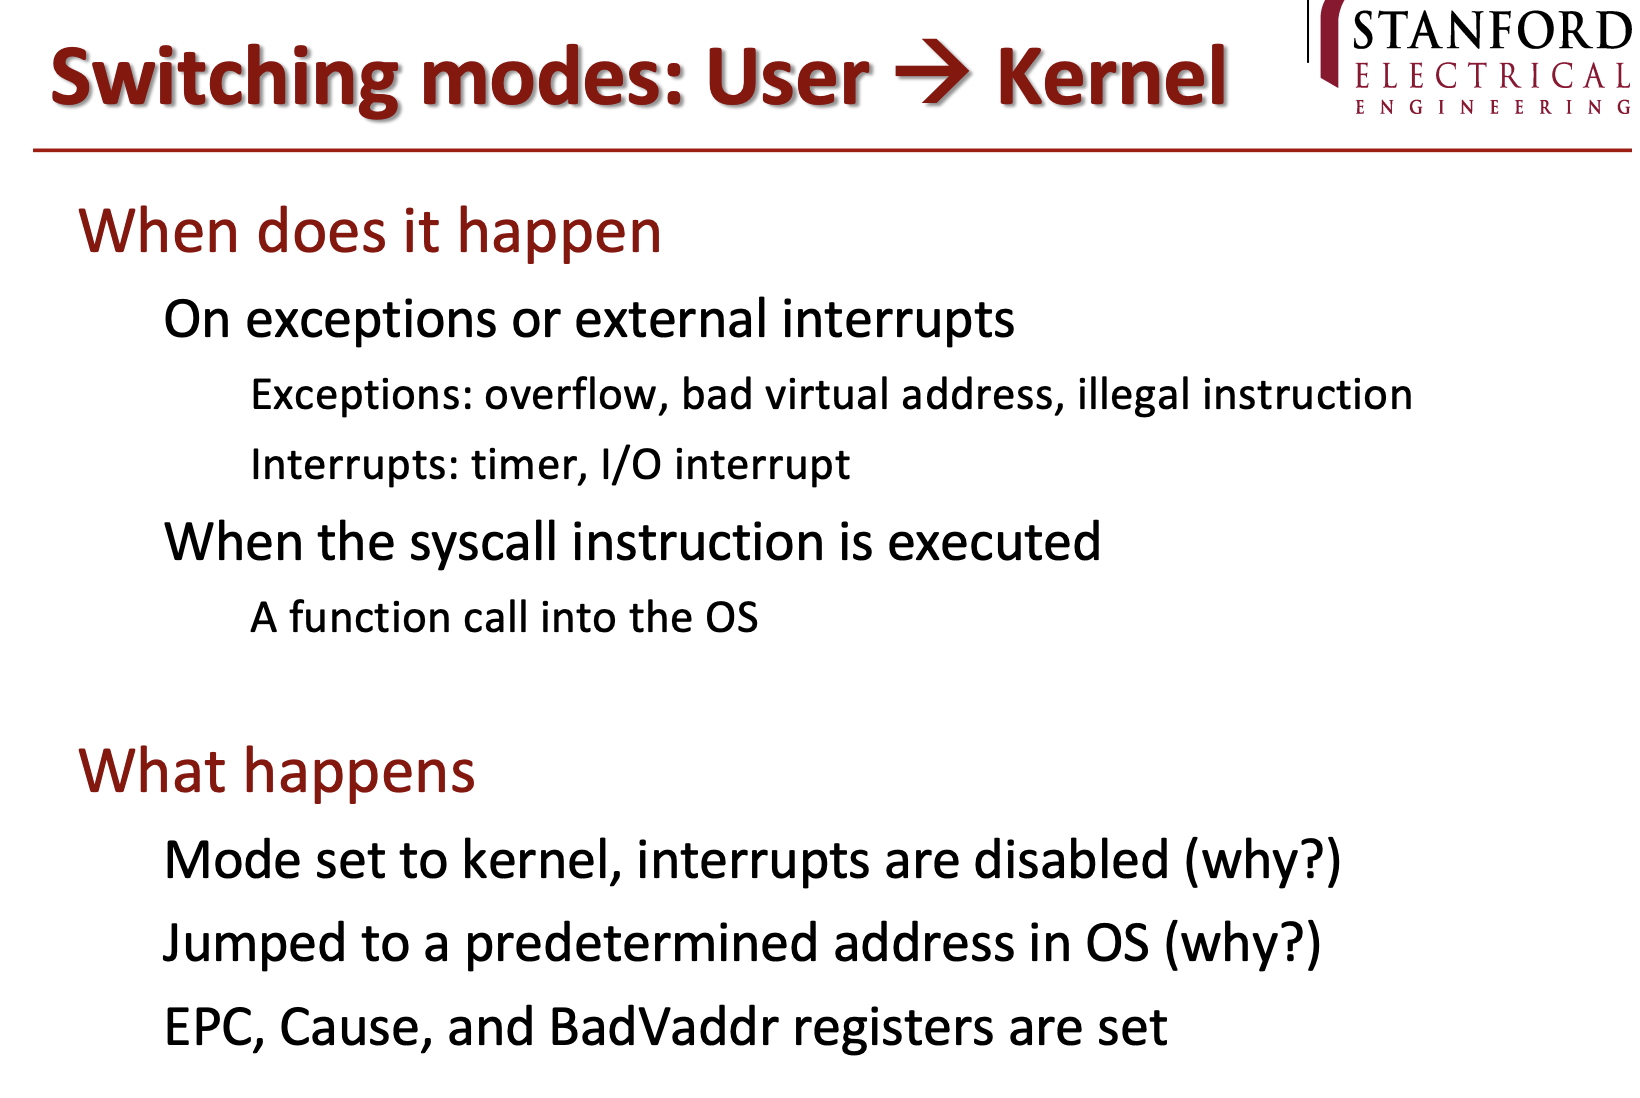 Switching modes: User → Kernel
STANFORD
ELECTRICAL
ENGINEERING
When does it happen
On exceptions or external interrupts
Exceptions: overflow, bad virtual address, illegal instruction
Interrupts: timer, I/O interrupt
When the syscall instruction is executed
A function call into the OS
What happens
Mode set to kernel, interrupts are disabled (why?)
Jumped to a predetermined address in OS (why?)
EPC, Cause, and BadVaddr registers are set